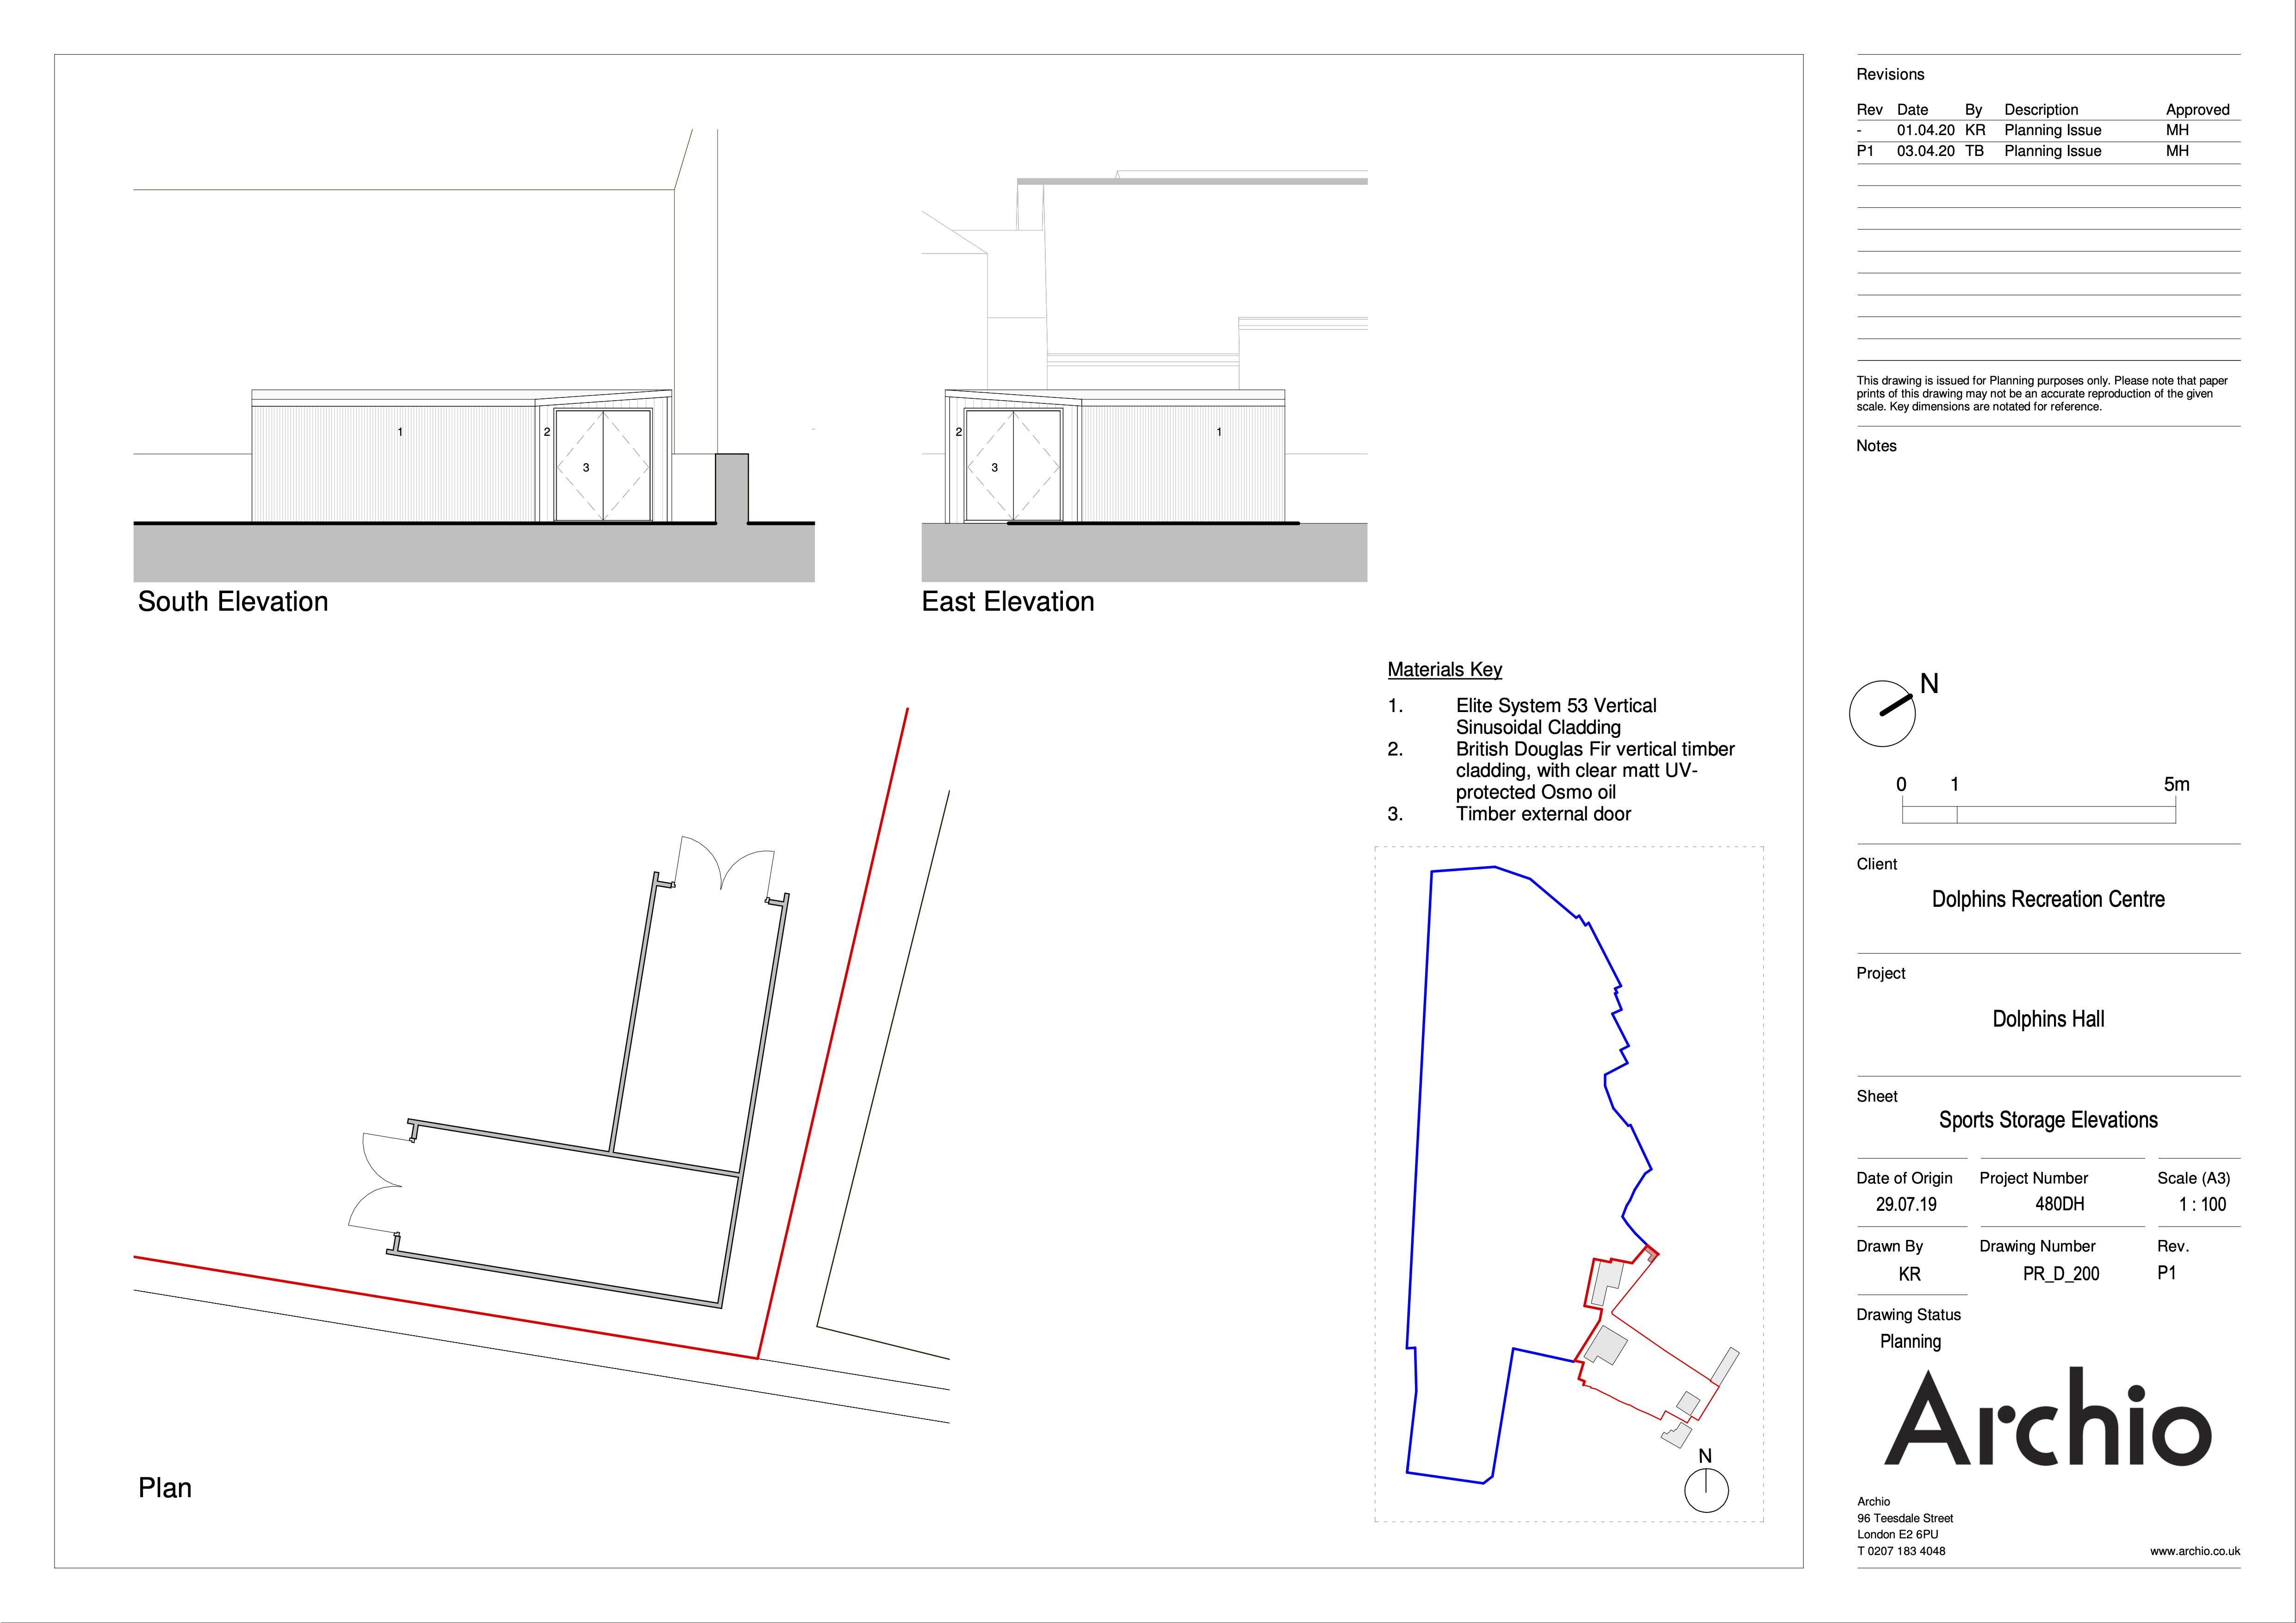 1
2
3
South Elevation
2
3
1
East Elevation
Materials Key
1. Elite System 53 Vertical
Sinusoidal Cladding
2. British Douglas Fir vertical timber
cladding, with clear matt UV-
protected Osmo oil
3. Timber external door
Plan
N
Revisions
Rev Date By Description Approved
- 01.04.20 KR Planning Issue MH
P1 03.04.20 TB Planning Issue MH
This drawing is issued for Planning purposes only. Please note that paper
prints of this drawing may not be an accurate reproduction of the given
scale. Key dimensions are notated for reference.
Notes
N
0 1 5m
Client
Dolphins Recreation Centre
Project
Dolphins Hall
Sheet
Sports Storage Elevations
Date of Origin Project Number Scale (A3)
29.07.19 480DH 1 : 100
Drawn By Drawing Number Rev.
KR PR_D_200 P1
Drawing Status
Planning
Archio
Archio
96 Teesdale Street
London E2 6PU
T 0207 183 4048 www.archio.co.uk